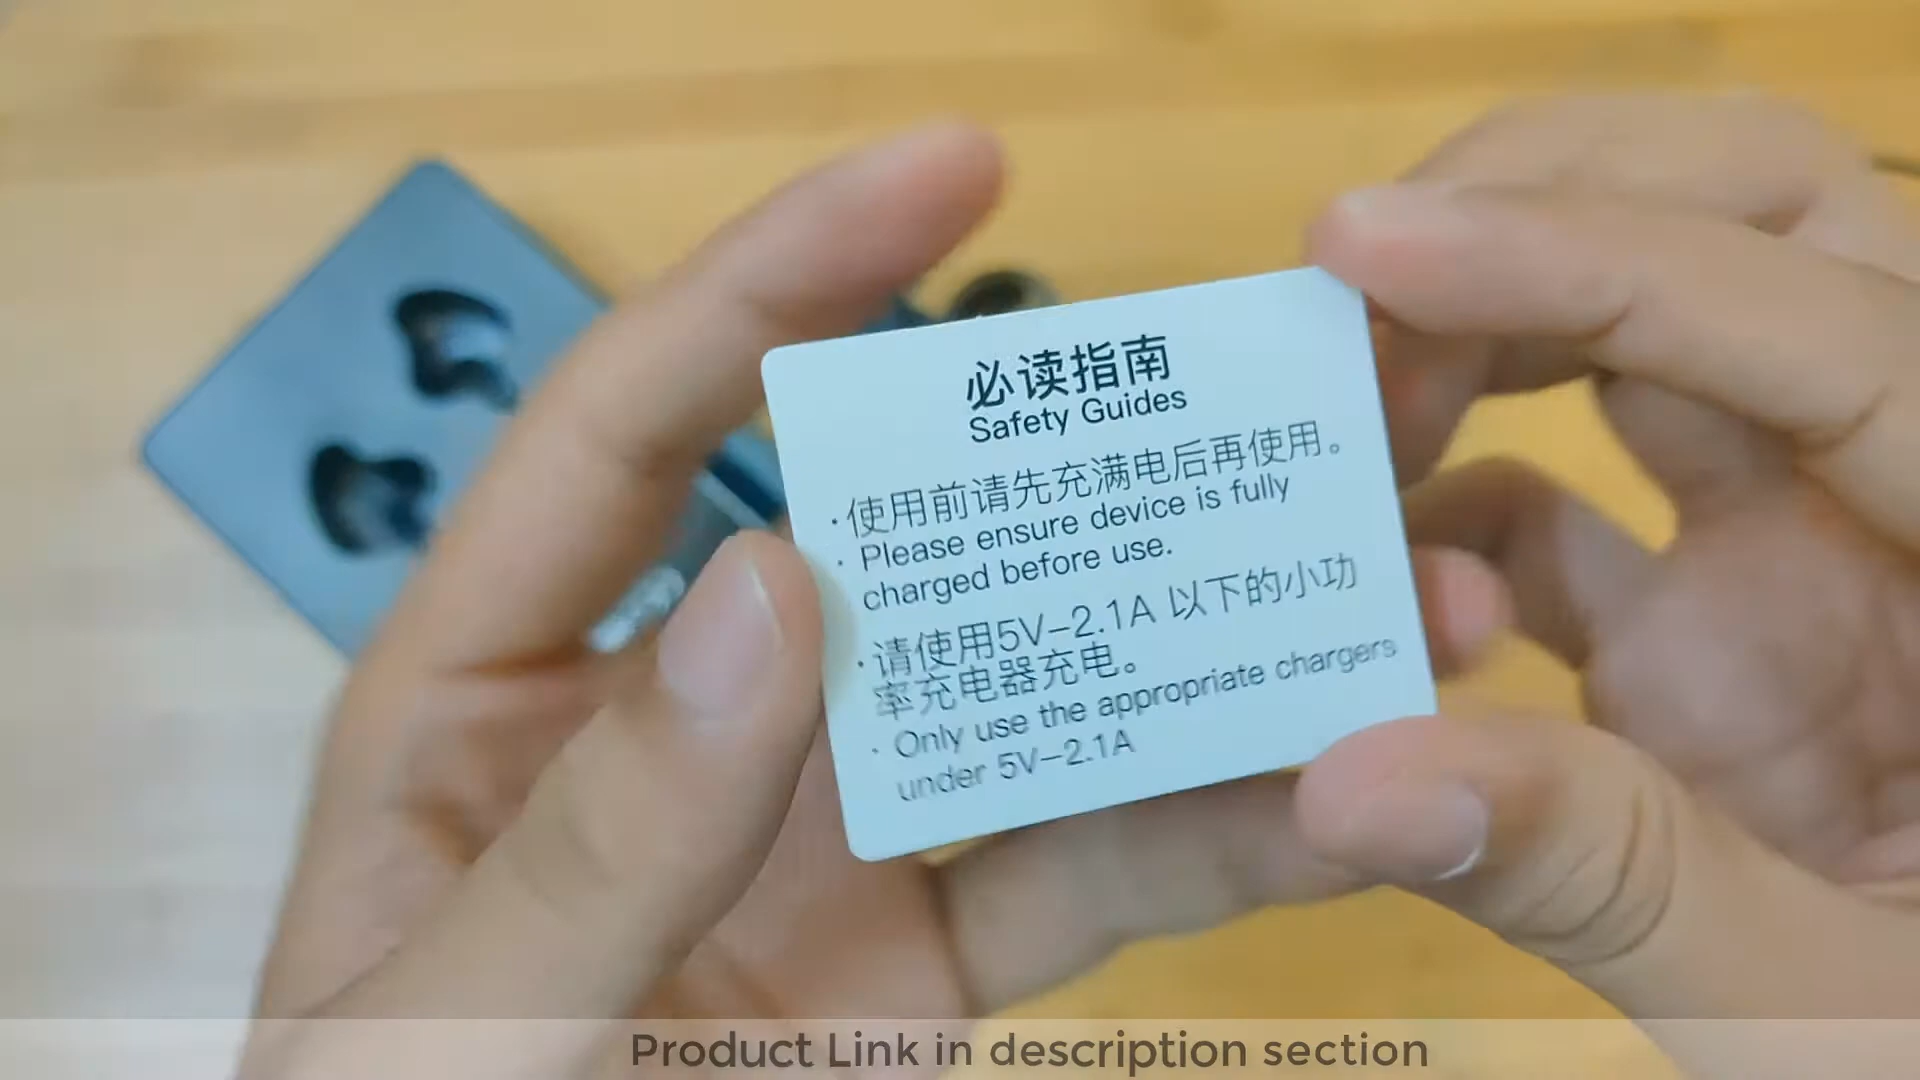 必读指南
Safety Guides
·使用前请先充满电后再使用。
· Please ensure device is fully
charged before use.
·请使用5V-2.1A 以下的小功
率充电器充电。
· Only use the appropriate chargers
under 5V-2.1A
Product Link in description section